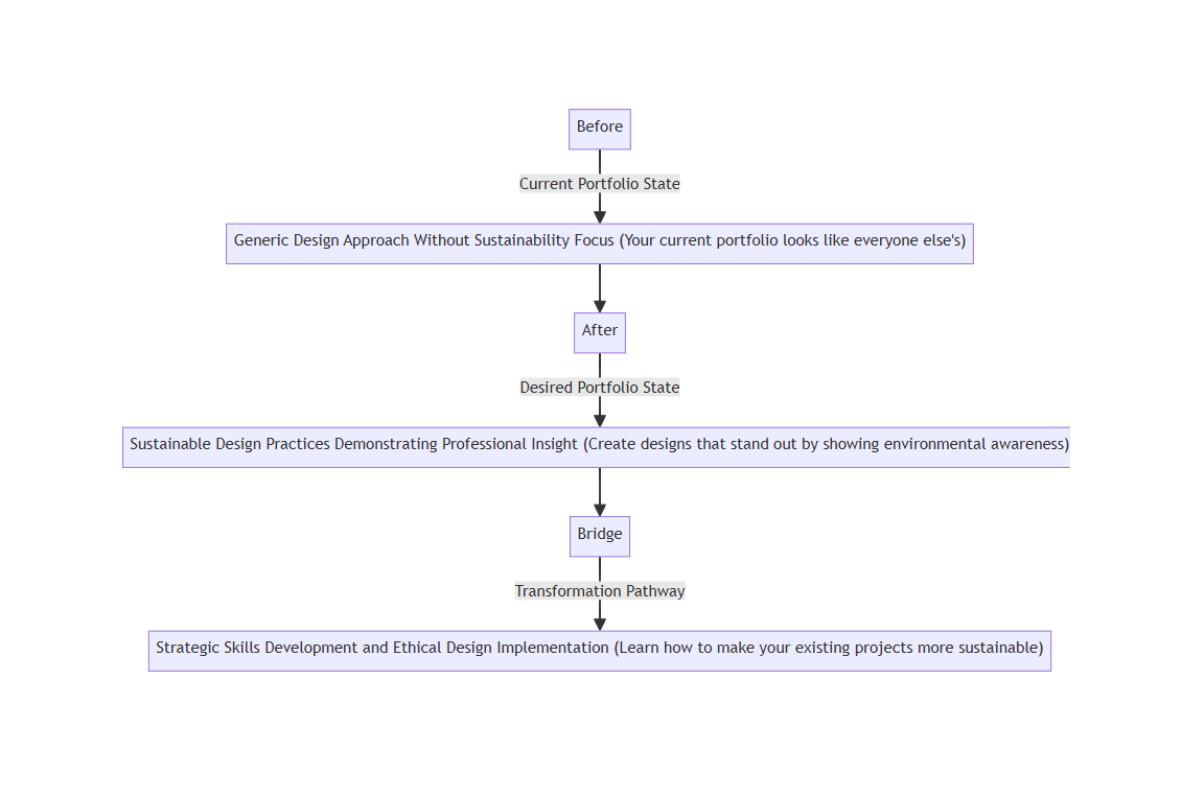 Before
Current Portfolio State
Generic Design Approach Without Sustainability Focus (Your current portfolio looks like everyone else's)
After
Desired Portfolio State
Sustainable Design Practices Demonstrating Professional Insight (Create designs that stand out by showing environmental awareness)
Bridge
Transformation Pathway
Strategic Skills Development and Ethical Design Implementation (Learn how to make your existing projects more sustainable)